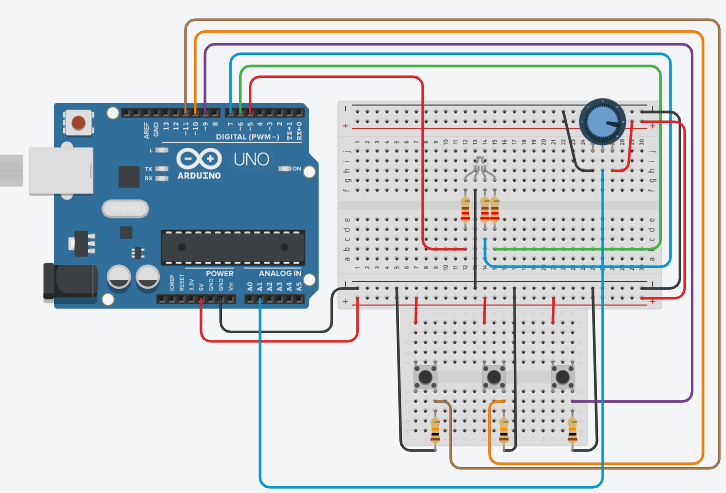 AREF
GND
13
12
~11
~10
~9
8
7
~6
~5
4
~3
2
TX→1
RX←0
DIGITAL (PWM~)
L
TX
RX
ARDUINO
UNO
ON
POWER
ANALOG IN
IOREF
RESET
3.3V
5V
GND
GND
Vin
A0
A1
A2
A3
A4
A5